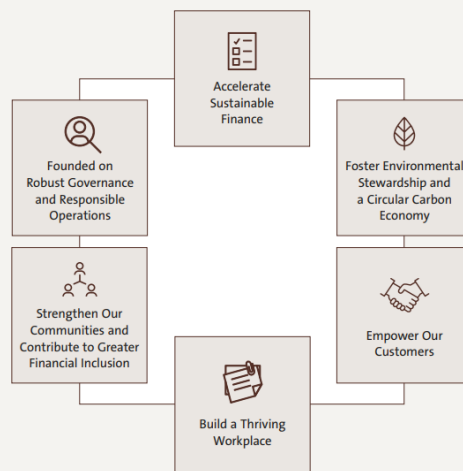 Accelerate
Sustainable
Finance
Founded on
Robust Governance
and Responsible
Operations
Foster Environmental
Stewardship and
a Circular Carbon
Economy
Strengthen Our
Communities and
Contribute to Greater
Financial Inclusion
Empower Our
Customers
Build a Thriving
Workplace